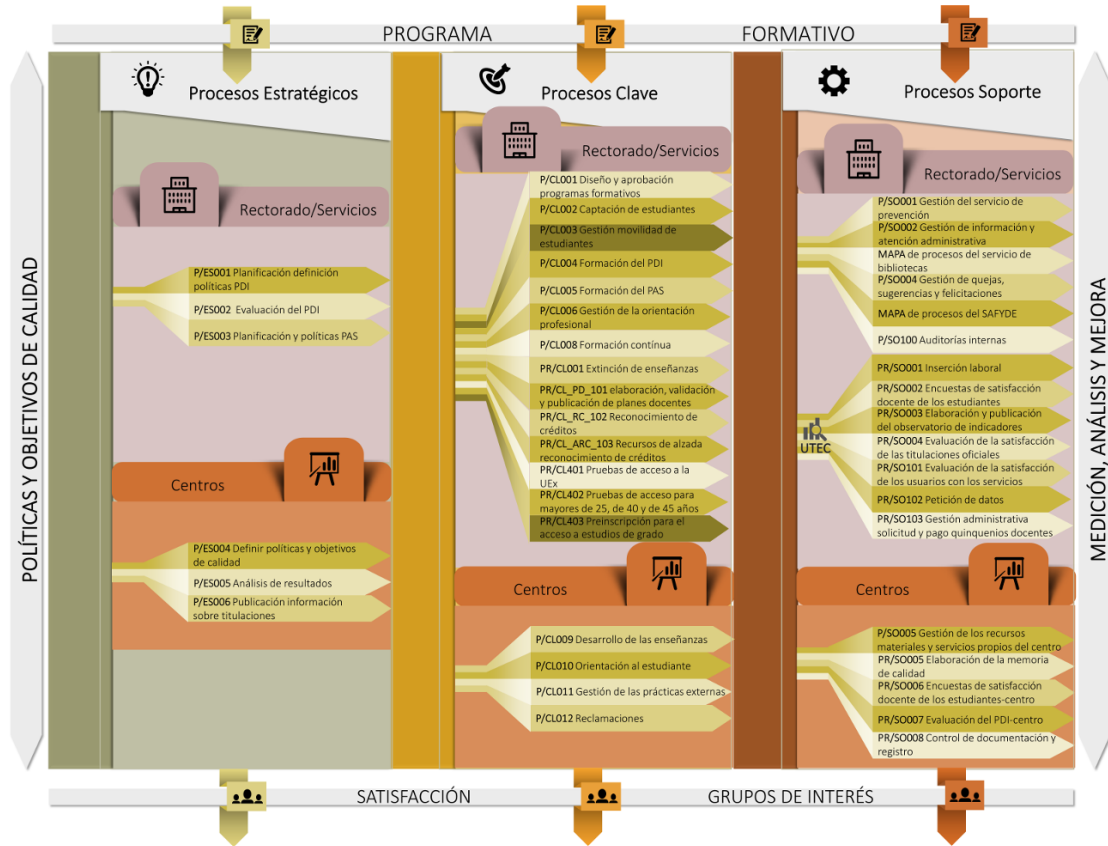 PROGRAMA FORMATIVO
POLÍTICAS Y OBJETIVOS DE CALIDAD
Procesos Estratégicos
Rectorado/Servicios
P/ES001 Planificación definición
políticas PDI
P/ES002 Evaluación del PDI
P/ES003 Planificación y políticas PAS
Centros
P/ES004 Definir políticas y objetivos
de calidad
P/ES005 Análisis de resultados
P/ES006 Publicación información
sobre titulaciones
Procesos Clave
Rectorado/Servicios
P/CL001 Diseño y aprobación
programas formativos
P/CL002 Captación de estudiantes
P/CL003 Gestión movilidad de
estudiantes
P/CL004 Formación del PDI
P/CL005 Formación del PAS
P/CL006 Gestión de la orientación
profesional
P/CL008 Formación contínua
PR/CL001 Extinción de enseñanzas
PR/CL_PD_101 elaboración, validación
y publicación de planes docentes
PR/CL_RC_102 Reconocimiento de
créditos
PR/CL_ARC_103 Recursos de alzada
reconocimiento de créditos
PR/CL401 Pruebas de acceso a la
UEx
PR/CL402 Pruebas de acceso para
mayores de 25, de 40 y de 45 años
PR/CL403 Preinscripción para el
acceso a estudios de grado
Centros
P/CL009 Desarrollo de las enseñanzas
P/CL010 Orientación al estudiante
P/CL011 Gestión de las prácticas externas
P/CL012 Reclamaciones
Procesos Soporte
Rectorado/Servicios
P/SO001 Gestión del servicio de
prevención
P/SO002 Gestión de información y
atención administrativa
MAPA de procesos del servicio de
bibliotecas
P/SO004 Gestión de quejas,
sugerencias y felicitaciones
MAPA de procesos del SAFYDE
P/SO100 Auditorías internas
UTEC
PR/SO001 Inserción laboral
PR/SO002 Encuestas de satisfacción
docente de los estudiantes
PR/SO003 Elaboración y publicación
del observatorio de indicadores
PR/SO004 Evaluación de la satisfacción
de las titulaciones oficiales
PR/SO101 Evaluación de la satisfacción
de los usuarios con los servicios
PR/SO102 Petición de datos
PR/SO103 Gestión administrativa
solicitud y pago quinquenios docentes
Centros
P/SO005 Gestión de los recursos
materiales y servicios propios del centro
PR/SO005 Elaboración de la memoria
de calidad
PR/SO006 Encuestas de satisfacción
docente de los estudiantes-centro
PR/SO007 Evaluación del PDI-centro
PR/SO008 Control de documentación y
registro
MEDICIÓN, ANÁLISIS Y MEJORA
SATISFACCIÓN GRUPOS DE INTERÉS